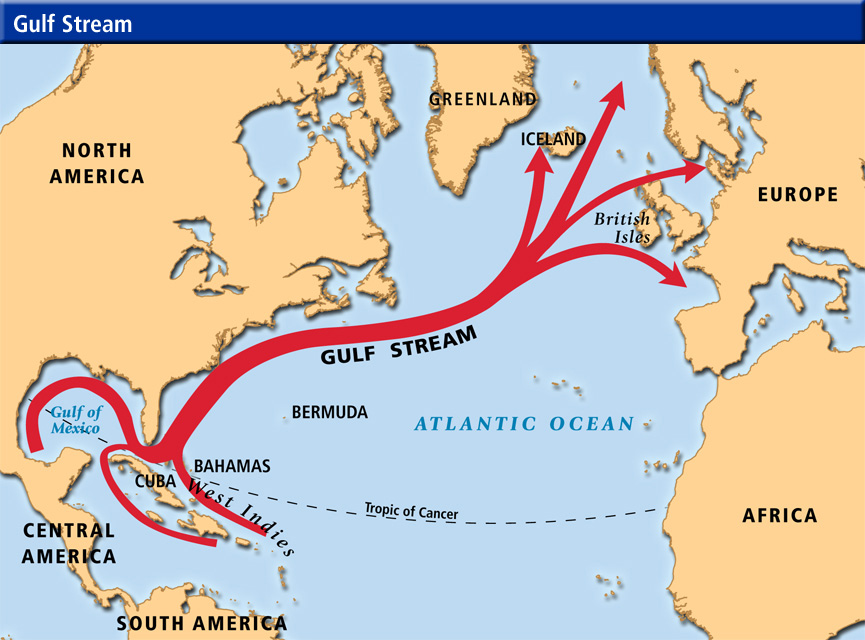 Gulf Stream
GREENLAND
ICELAND
NORTH
AMERICA
EUROPE
British
Isles
GULF STREAM
Gulf of
Mexico
BERMUDA
ATLANTIC OCEAN
BAHAMAS
CUBA
West Indies
Tropic of Cancer
AFRICA
CENTRAL
AMERICA
SOUTH AMERICA